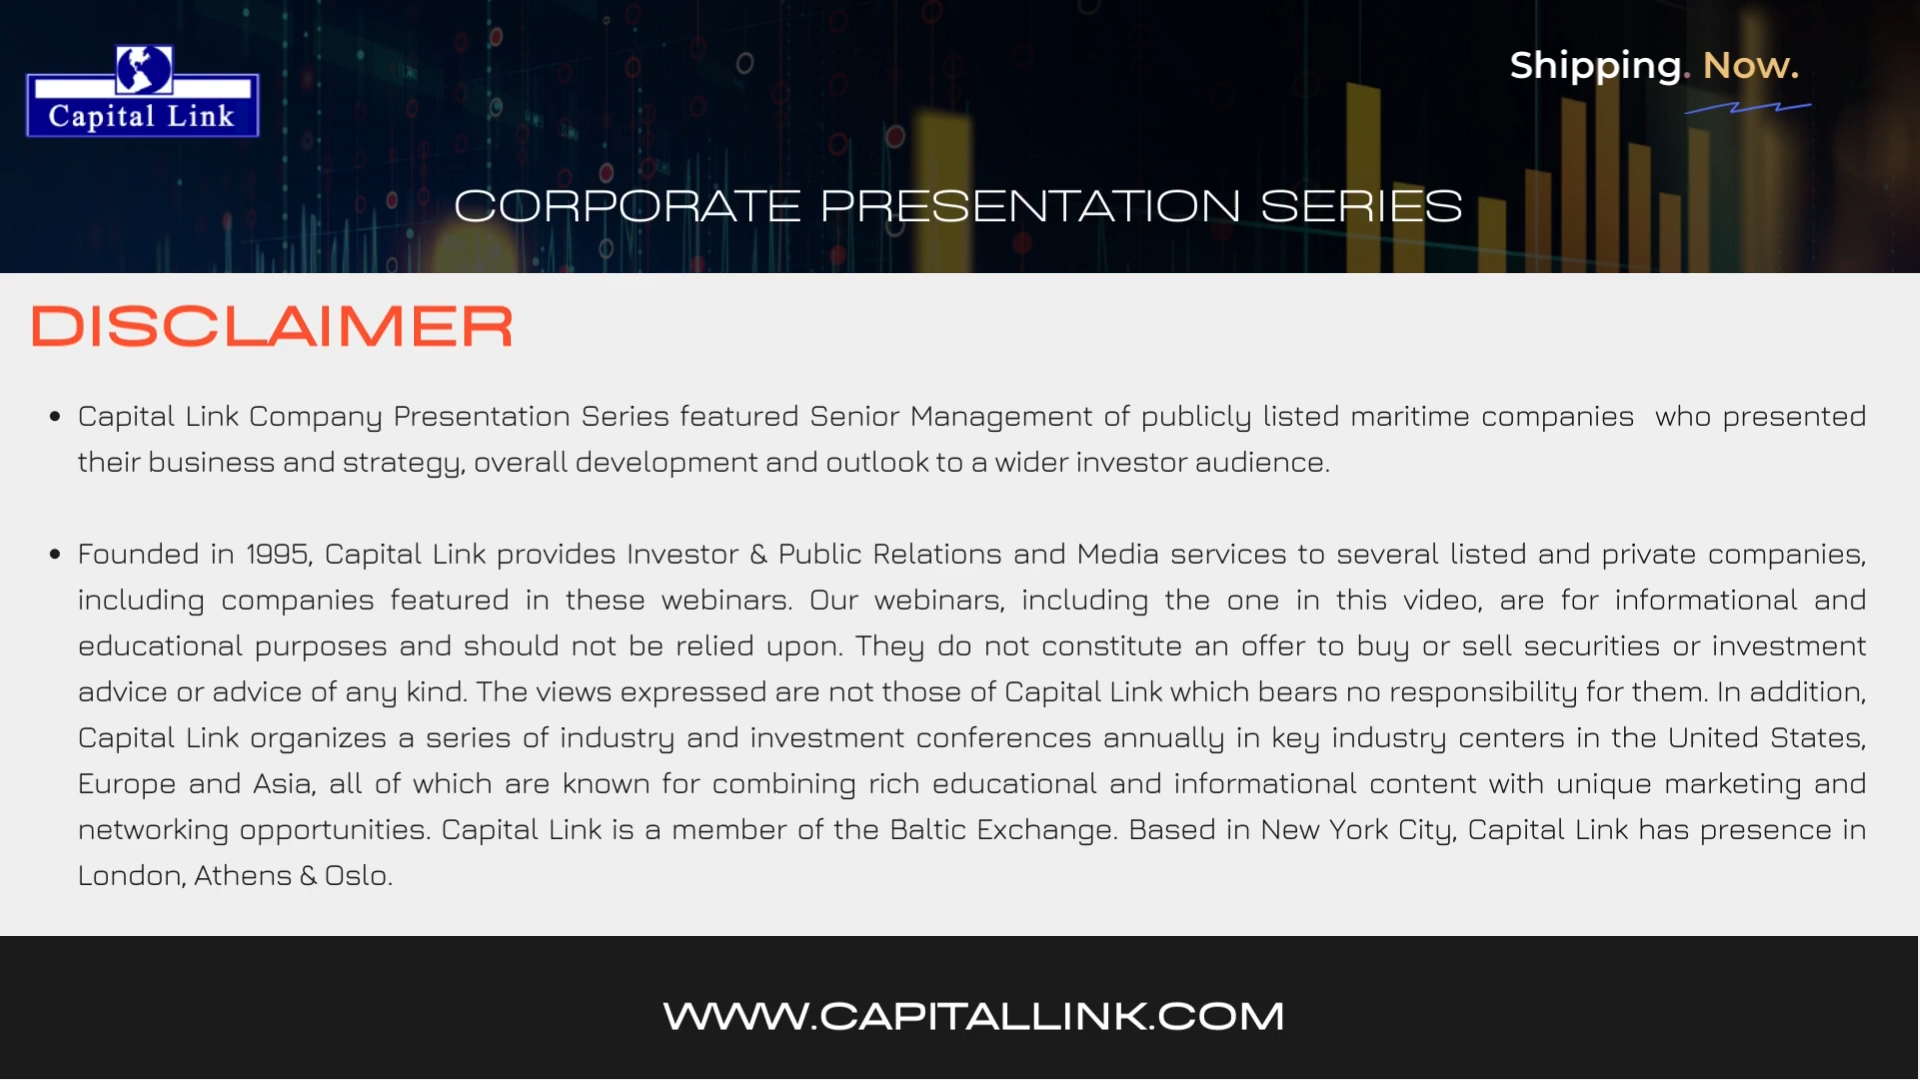 Capital Link
Shipping. Now.
CORPORATE PRESENTATION SERIES
DISCLAIMER
• Capital Link Company Presentation Series featured Senior Management of publicly listed maritime companies who presented
their business and strategy, overall development and outlook to a wider investor audience.
• Founded in 1995, Capital Link provides Investor & Public Relations and Media services to several listed and private companies,
including companies featured in these webinars. Our webinars, including the one in this video, are for informational and
educational purposes and should not be relied upon. They do not constitute an offer to buy or sell securities or investment
advice or advice of any kind. The views expressed are not those of Capital Link which bears no responsibility for them. In addition,
Capital Link organizes a series of industry and investment conferences annually in key industry centers in the United States,
Europe and Asia, all of which are known for combining rich educational and informational content with unique marketing and
networking opportunities. Capital Link is a member of the Baltic Exchange. Based in New York City, Capital Link has presence in
London, Athens & Oslo.
WWW.CAPITALLINK.COM